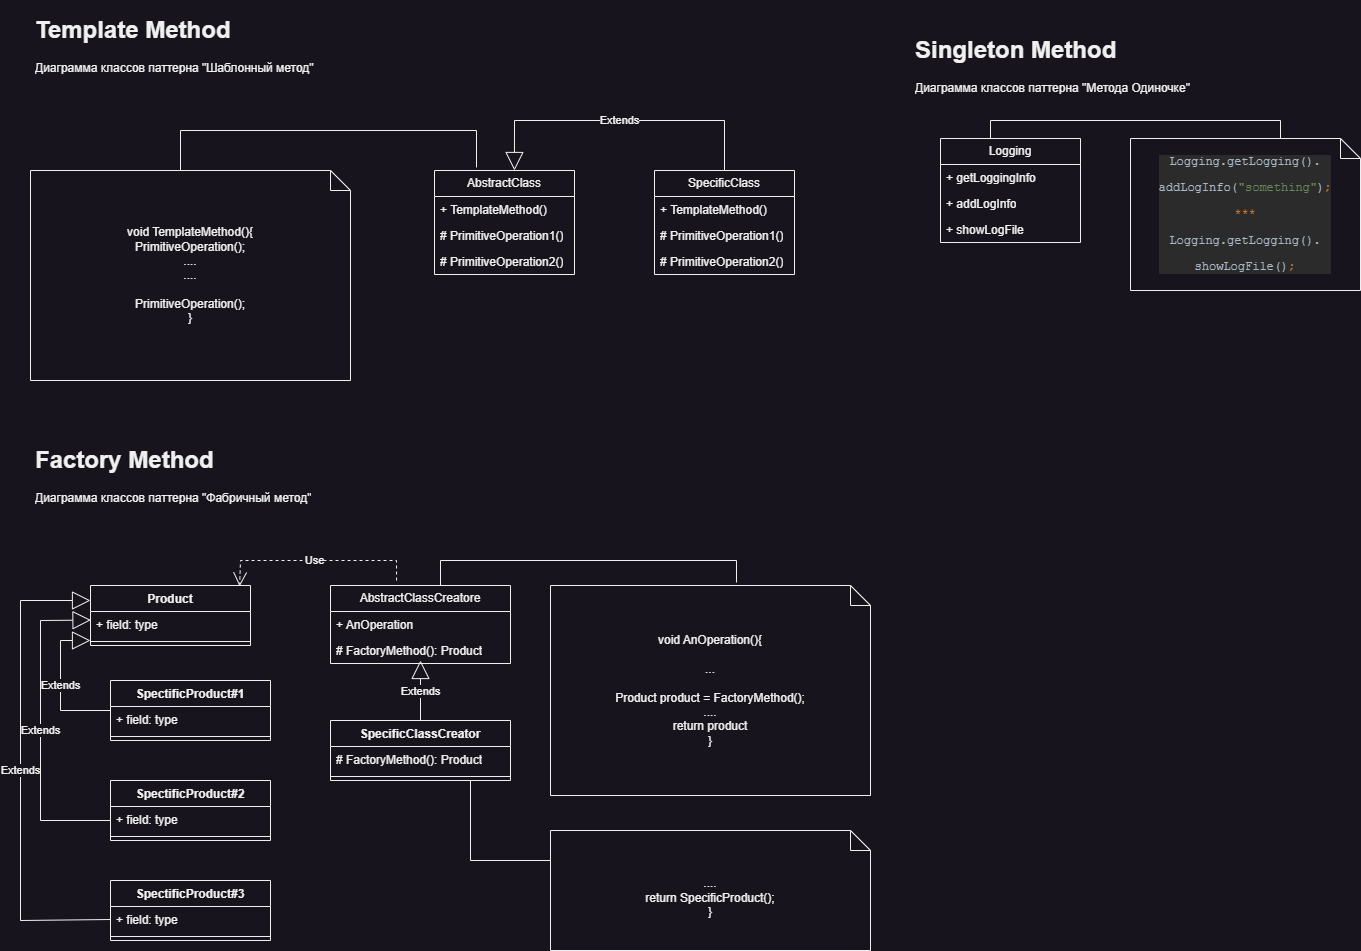 Template Method
Диаграмма классов паттерна "Шаблонный метод"
Extends
void TemplateMethod(){
PrimitiveOperation();
....
....
PrimitiveOperation();
}
AbstractClass
+ TemplateMethod()
# PrimitiveOperation1()
# PrimitiveOperation2()
SpecificClass
+ TemplateMethod()
# PrimitiveOperation1()
# PrimitiveOperation2()
Singleton Method
Диаграмма классов паттерна "Метода Одиночке"
Logging
+ getLoggingInfo
+ addLogInfo
+ showLogFile
Logging.getLogging().
addLogInfo("something");
***
Logging.getLogging().
showLogFile();
Factory Method
Диаграмма классов паттерна "Фабричный метод"
Use
Product
+ field: type
Extends
Extends
Extends
SpectificProduct#1
+ field: type
SpectificProduct#2
+ field: type
SpectificProduct#3
+ field: type
AbstractClassCreatore
+ AnOperation
# FactoryMethod(): Product
Extends
SpecificClassCreator
# FactoryMethod(): Product
void AnOperation(){
...
Product product = FactoryMethod();
....
return product
}
....
return SpecificProduct();
}